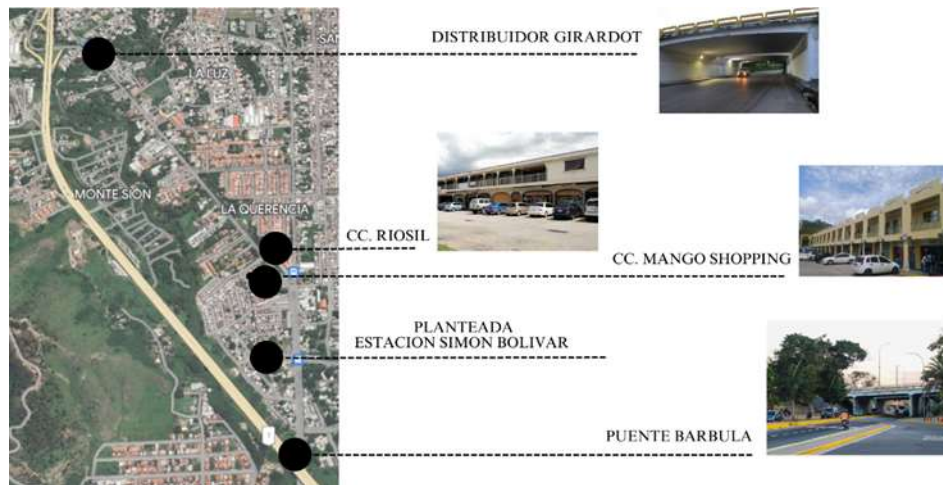 DISTRIBUIDOR GIRARDOT
LA LUZ
MONTE SION
LA QUERENCIA
CC. RIOSIL
CC. MANGO SHOPPING
PLANTEADA
ESTACION SIMON BOLIVAR
PUENTE BARBULA